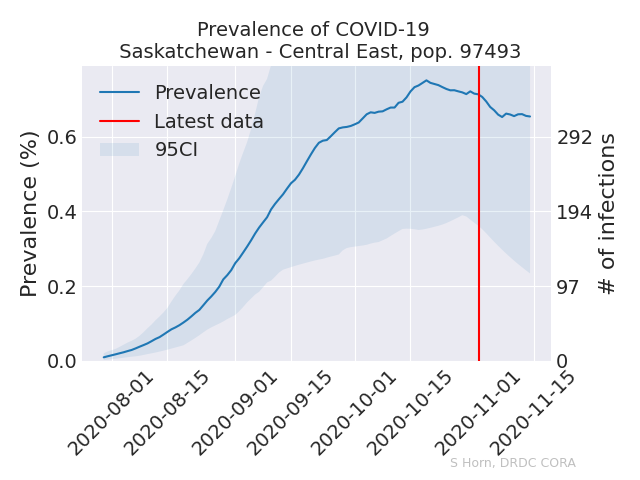 Prevalence of COVID-19
Saskatchewan - Central East, pop. 97493
Prevalence
Latest data
95CI
Prevalence (%)
0.6
0.4
0.2
0.0
292
194
97
0
# of infections
2020-08-01
2020-08-15
2020-09-01
2020-09-15
2020-10-01
2020-10-15
2020-11-01
2020-11-15
S Horn, DRDC CORA